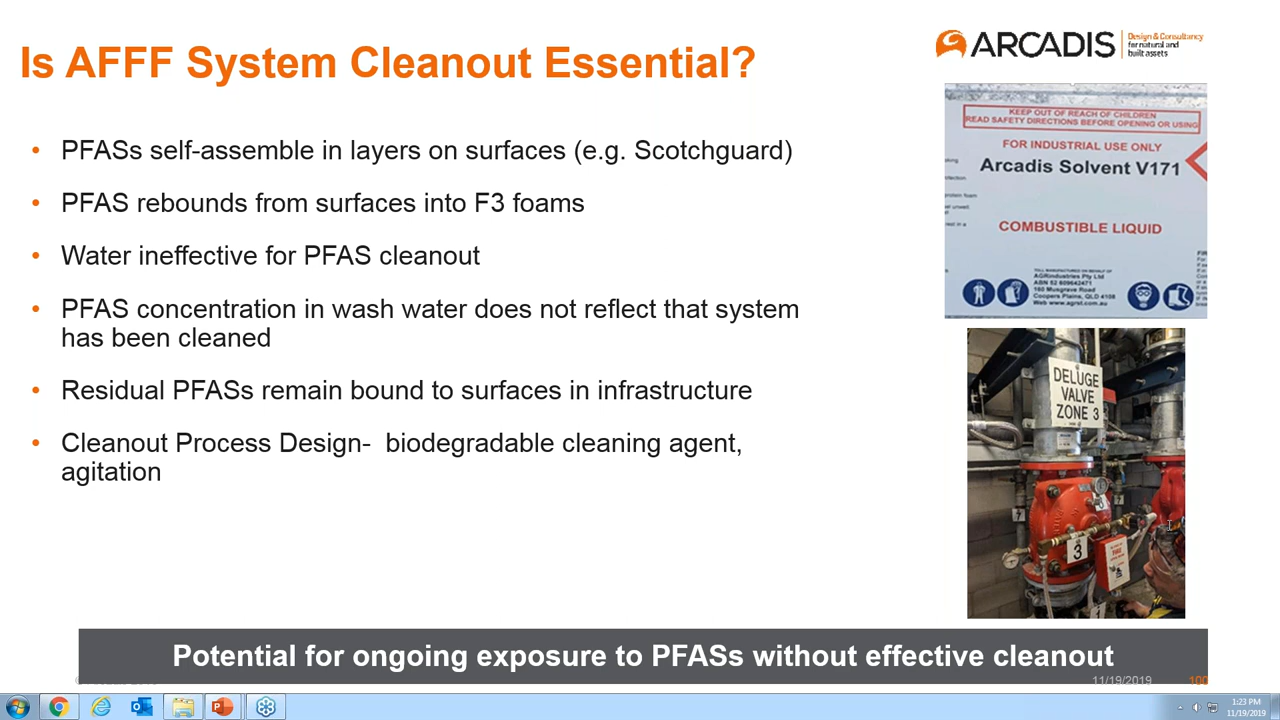 Is AFFF System Cleanout Essential?
ARCADIS
Design & Consultancy
for natural and
built assets
• PFASs self-assemble in layers on surfaces (e.g. Scotchguard)
• PFAS rebounds from surfaces into F3 foams
• Water ineffective for PFAS cleanout
• PFAS concentration in wash water does not reflect that system
has been cleaned
• Residual PFASs remain bound to surfaces in infrastructure
• Cleanout Process Design- biodegradable cleaning agent,
agitation
KEEP OUT OF REACH OF CHILDREN
READ SAFETY DIRECTIONS BEFORE OPENING OR USING
FOR INDUSTRIAL USE ONLY
Arcadis Solvent V171
COMBUSTIBLE LIQUID
TOLL MANUFACTURED ON BEHALF OF
AGRindustries Pty Ltd
ABN 52 609642471
160 Musgrave Road
Coopers Plains, QLD 4108
Web www.agrst.com.au
DELUGE
VALVE
ZONE 3
3
Potential for ongoing exposure to PFASs without effective cleanout
11/19/2019
100
1:23 PM
11/19/2019